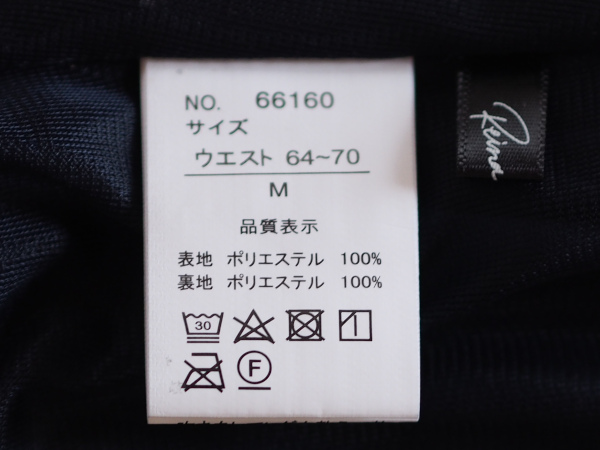 NO. 66160
サイズ
ウエスト 64~70
M
品質表示
表地 ポリエステル 100%
裏地 ポリエステル 100%
30
F
Reina